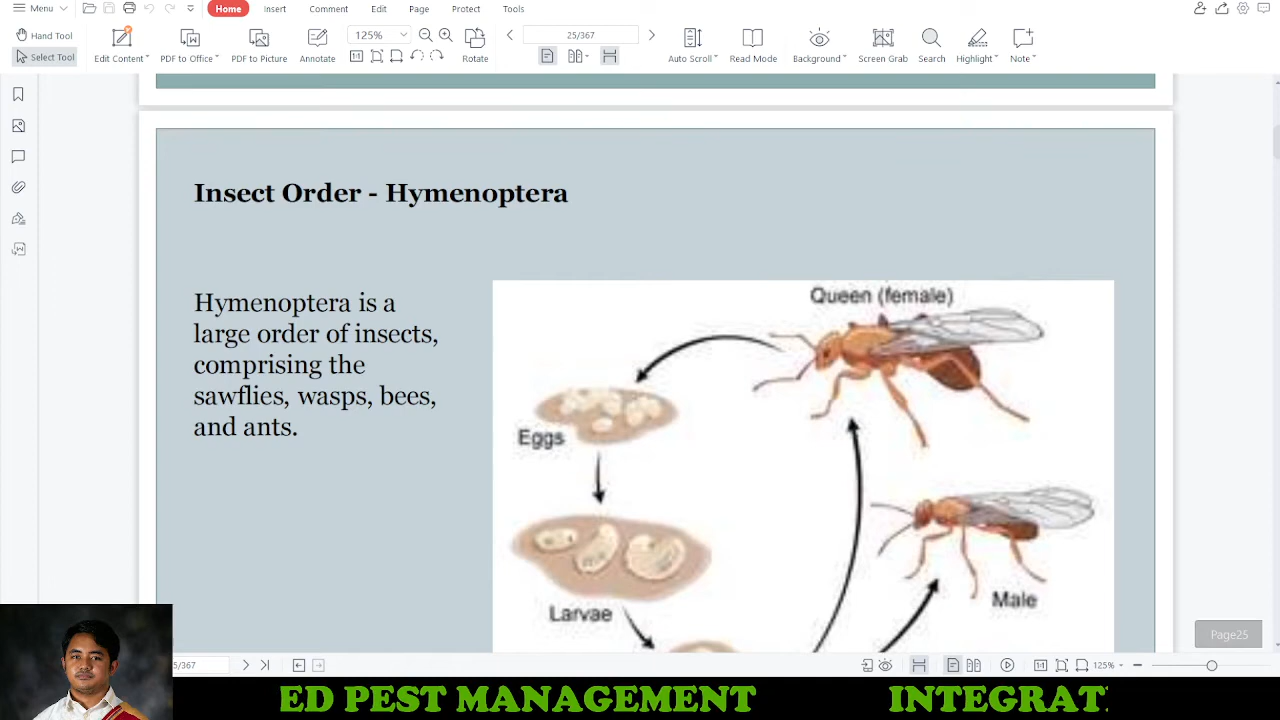 Menu Home Insert Comment Edit Page Protect Tools
Hand Tool
Select Tool
Edit Content
PDF to Office
PDF to Picture
Annotate
125%
Rotate
25/367
Auto Scroll
Read Mode
Background
Screen Grab
Search
Highlight
Note
Insect Order - Hymenoptera
Hymenoptera is a
large order of insects,
comprising the
sawflies, wasps, bees,
and ants.
Queen (female)
Eggs
Larvae
Male
Page25
5/367
125%
ED PEST MANAGEMENT INTEGRAT